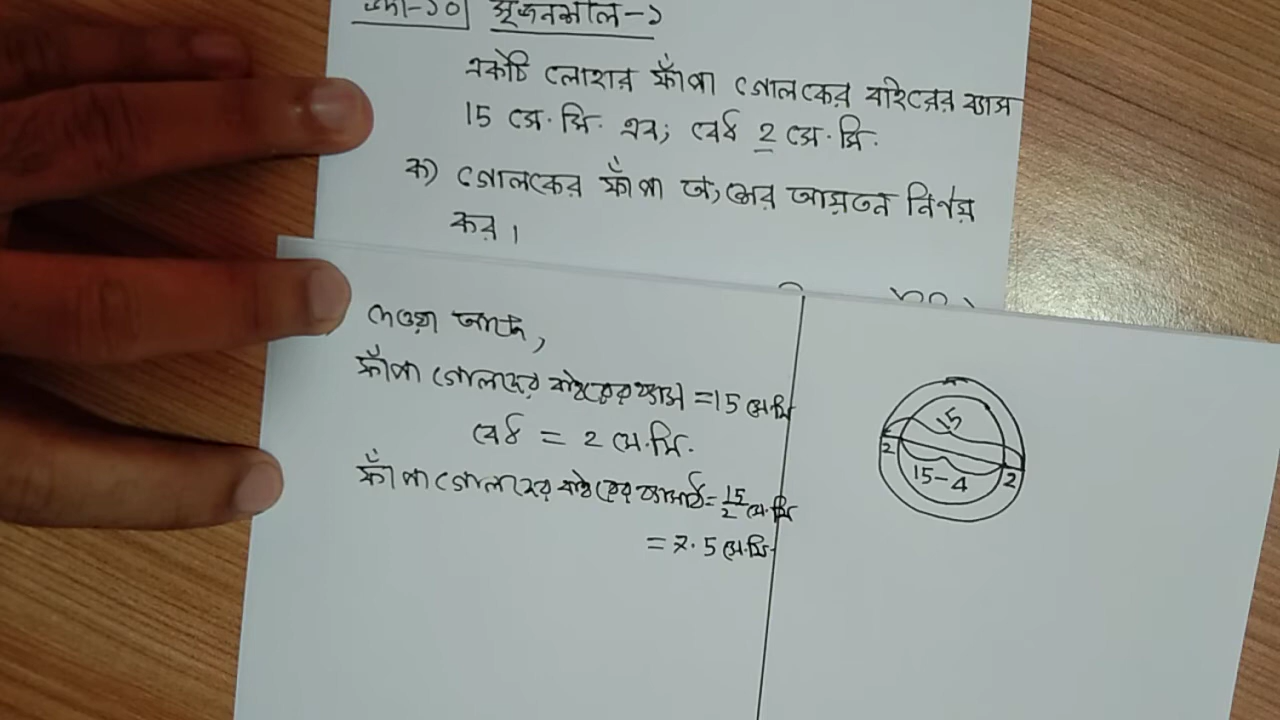 সৃজনশীল-১
একটি লোহার ফাঁপা গোলকের বাইরের ব্যাস
15 সে.মি. এবং বেধ 2 সে.মি.
ক) গোলকের ফাঁপা অংশের আয়তন নির্ণয়
কর।
দেওয়া আছে,
ফাঁপা গোলকের বাইরের ব্যাস = 15 সে.মি
বেধ = 2 সে.মি.
ফাঁপা গোলকের বাইরের ব্যাসার্ধ = 15/2 সে.মি
= 7.5 সে.মি
15
2
15-4
2